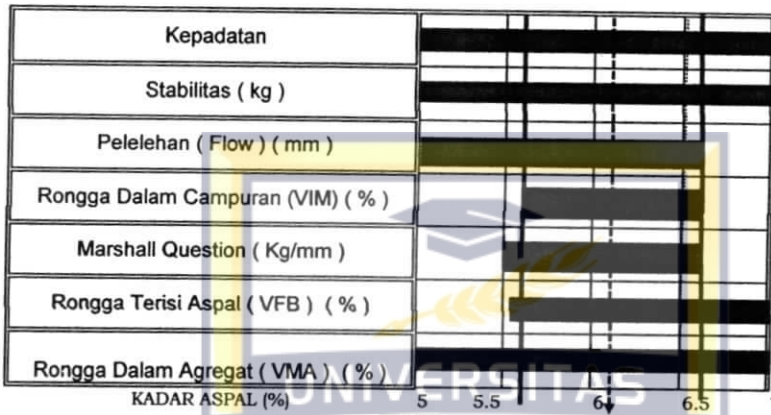 Kepadatan
Stabilitas ( kg )
Pelelehan ( Flow ) ( mm )
Rongga Dalam Campuran (VIM) ( % )
Marshall Question ( Kg/mm )
Rongga Terisi Aspal ( VFB ) ( % )
Rongga Dalam Agregat ( VMA ) ( % )
UNIVERSITAS
KADAR ASPAL (%) 5 5.5 6 6.5